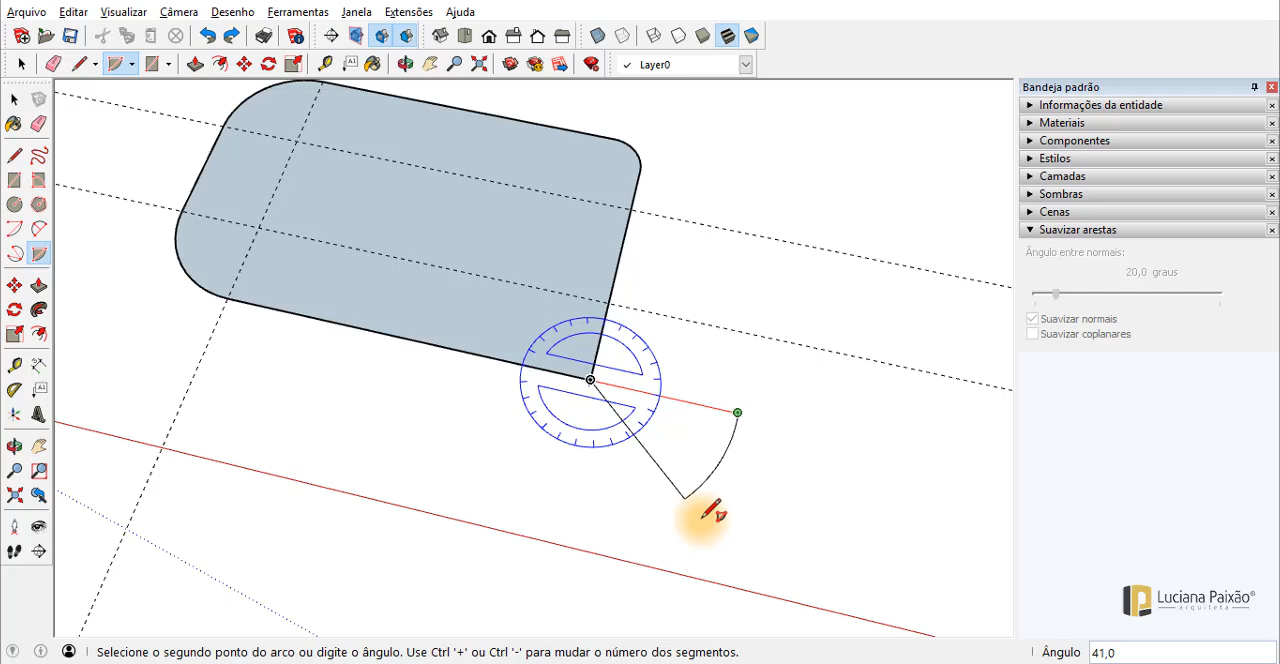 Arquivo Editar Visualizar Câmera Desenho Ferramentas Janela Extensões Ajuda
Layer0
Bandeja padrão
Informações da entidade
Materiais
Componentes
Estilos
Camadas
Sombras
Cenas
Suavizar arestas
Ângulo entre normais:
20,0 graus
Suavizar normais
Suavizar coplanares
Luciana Paixão®
arquiteta
Selecione o segundo ponto do arco ou digite o ângulo. Use Ctrl '+' ou Ctrl '-' para mudar o número dos segmentos. Ângulo 41,0